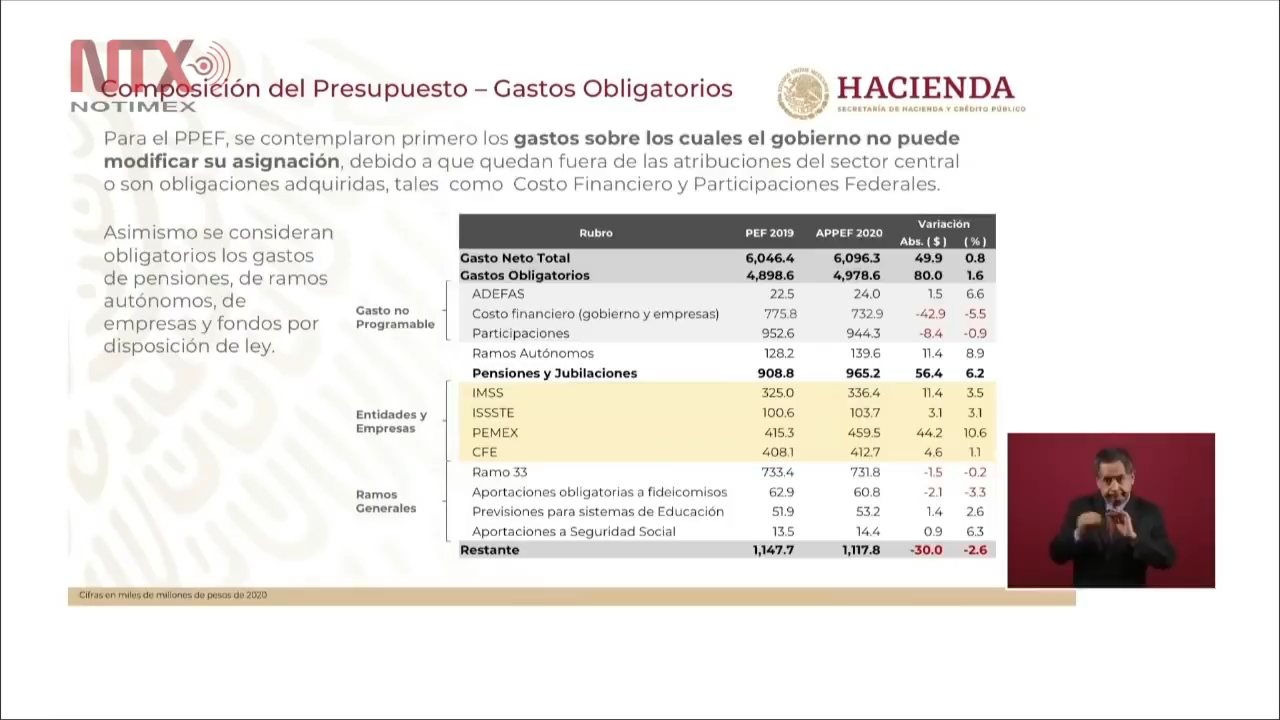 NTX
NOTIMEX
Composición del Presupuesto – Gastos Obligatorios
HACIENDA
SECRETARÍA DE HACIENDA Y CRÉDITO PÚBLICO
Para el PPEF, se contemplaron primero los gastos sobre los cuales el gobierno no puede
modificar su asignación, debido a que quedan fuera de las atribuciones del sector central
o son obligaciones adquiridas, tales como Costo Financiero y Participaciones Federales.
Asimismo se consideran
obligatorios los gastos
de pensiones, de ramos
autónomos, de
empresas y fondos por
disposición de ley.
Gasto no
Programable
Entidades y
Empresas
Ramos
Generales
Rubro PEF 2019 APPEF 2020 Variación
Abs. ( $ ) ( % )
Gasto Neto Total 6,046.4 6,096.3 49.9 0.8
Gastos Obligatorios 4,898.6 4,978.6 80.0 1.6
ADEFAS 22.5 24.0 1.5 6.6
Costo financiero (gobierno y empresas) 775.8 732.9 -42.9 -5.5
Participaciones 952.6 944.3 -8.4 -0.9
Ramos Autónomos 128.2 139.6 11.4 8.9
Pensiones y Jubilaciones 908.8 965.2 56.4 6.2
IMSS 325.0 336.4 11.4 3.5
ISSSTE 100.6 103.7 3.1 3.1
PEMEX 415.3 459.5 44.2 10.6
CFE 408.1 412.7 4.6 1.1
Ramo 33 733.4 731.8 -1.5 -0.2
Aportaciones obligatorias a fideicomisos 62.9 60.8 -2.1 -3.3
Previsiones para sistemas de Educación 51.9 53.2 1.4 2.6
Aportaciones a Seguridad Social 13.5 14.4 0.9 6.3
Restante 1,147.7 1,117.8 -30.0 -2.6
Cifras en miles de millones de pesos de 2020